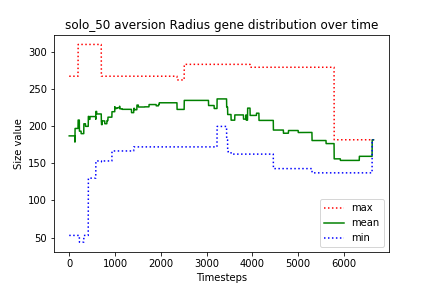 solo_50 aversion Radius gene distribution over time
Size value
300
250
200
150
100
50
max
mean
min
0
1000
2000
3000
4000
5000
6000
Timesteps